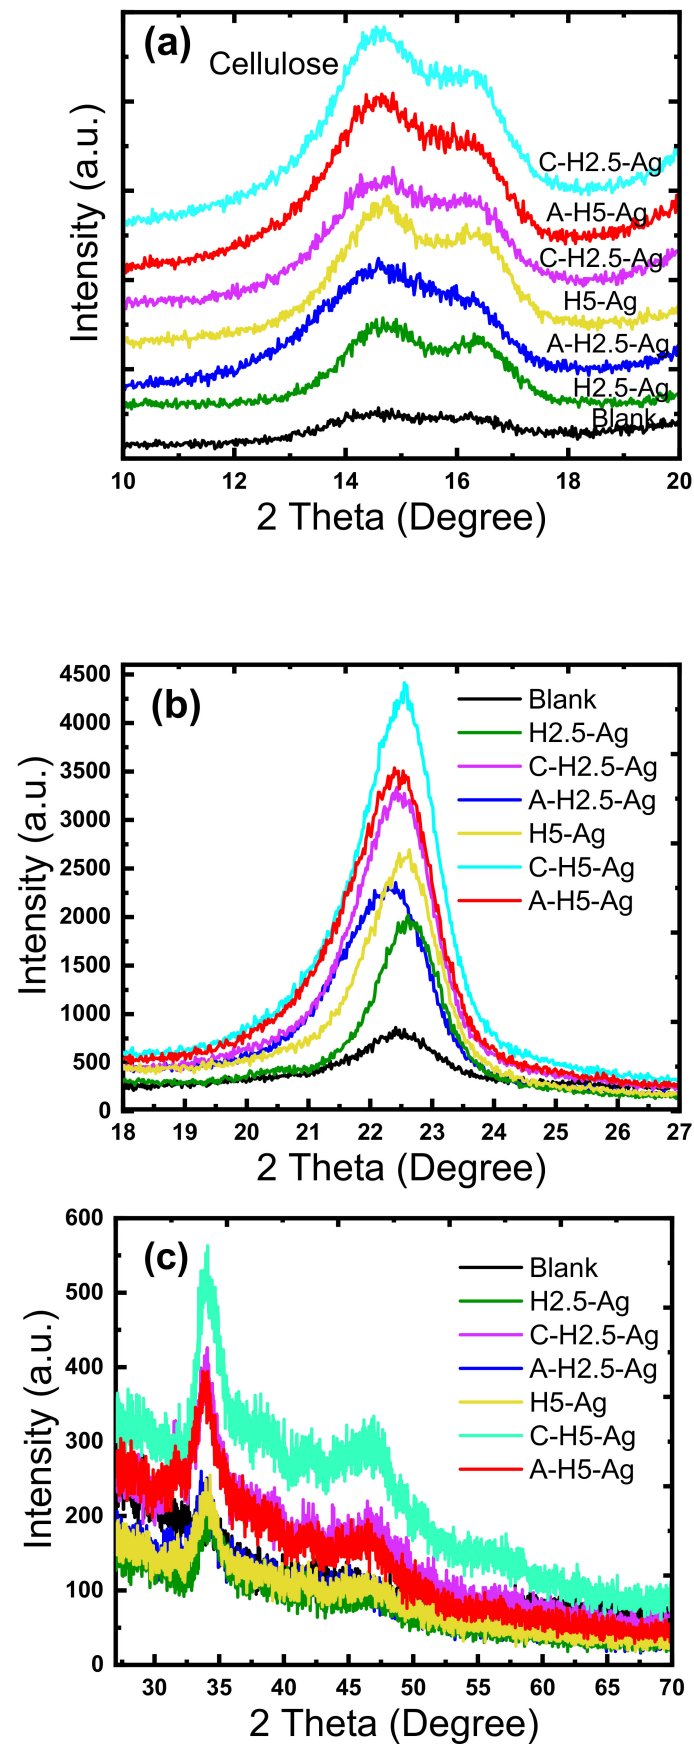 (a)
Cellulose
C-H2.5-Ag
A-H5-Ag
C-H2.5-Ag
H5-Ag
A-H2.5-Ag
H2.5-Ag
Blank
Intensity (a.u.)
10 12 14 16 18 20
2 Theta (Degree)
(b)
4500
4000
3500
3000
2500
2000
1500
1000
500
0
Intensity (a.u.)
Blank
H2.5-Ag
C-H2.5-Ag
A-H2.5-Ag
H5-Ag
C-H5-Ag
A-H5-Ag
18 19 20 21 22 23 24 25 26 27
2 Theta (Degree)
(c)
600
500
400
300
200
100
0
Intensity (a.u.)
Blank
H2.5-Ag
C-H2.5-Ag
A-H2.5-Ag
H5-Ag
C-H5-Ag
A-H5-Ag
30 35 40 45 50 55 60 65 70
2 Theta (Degree)